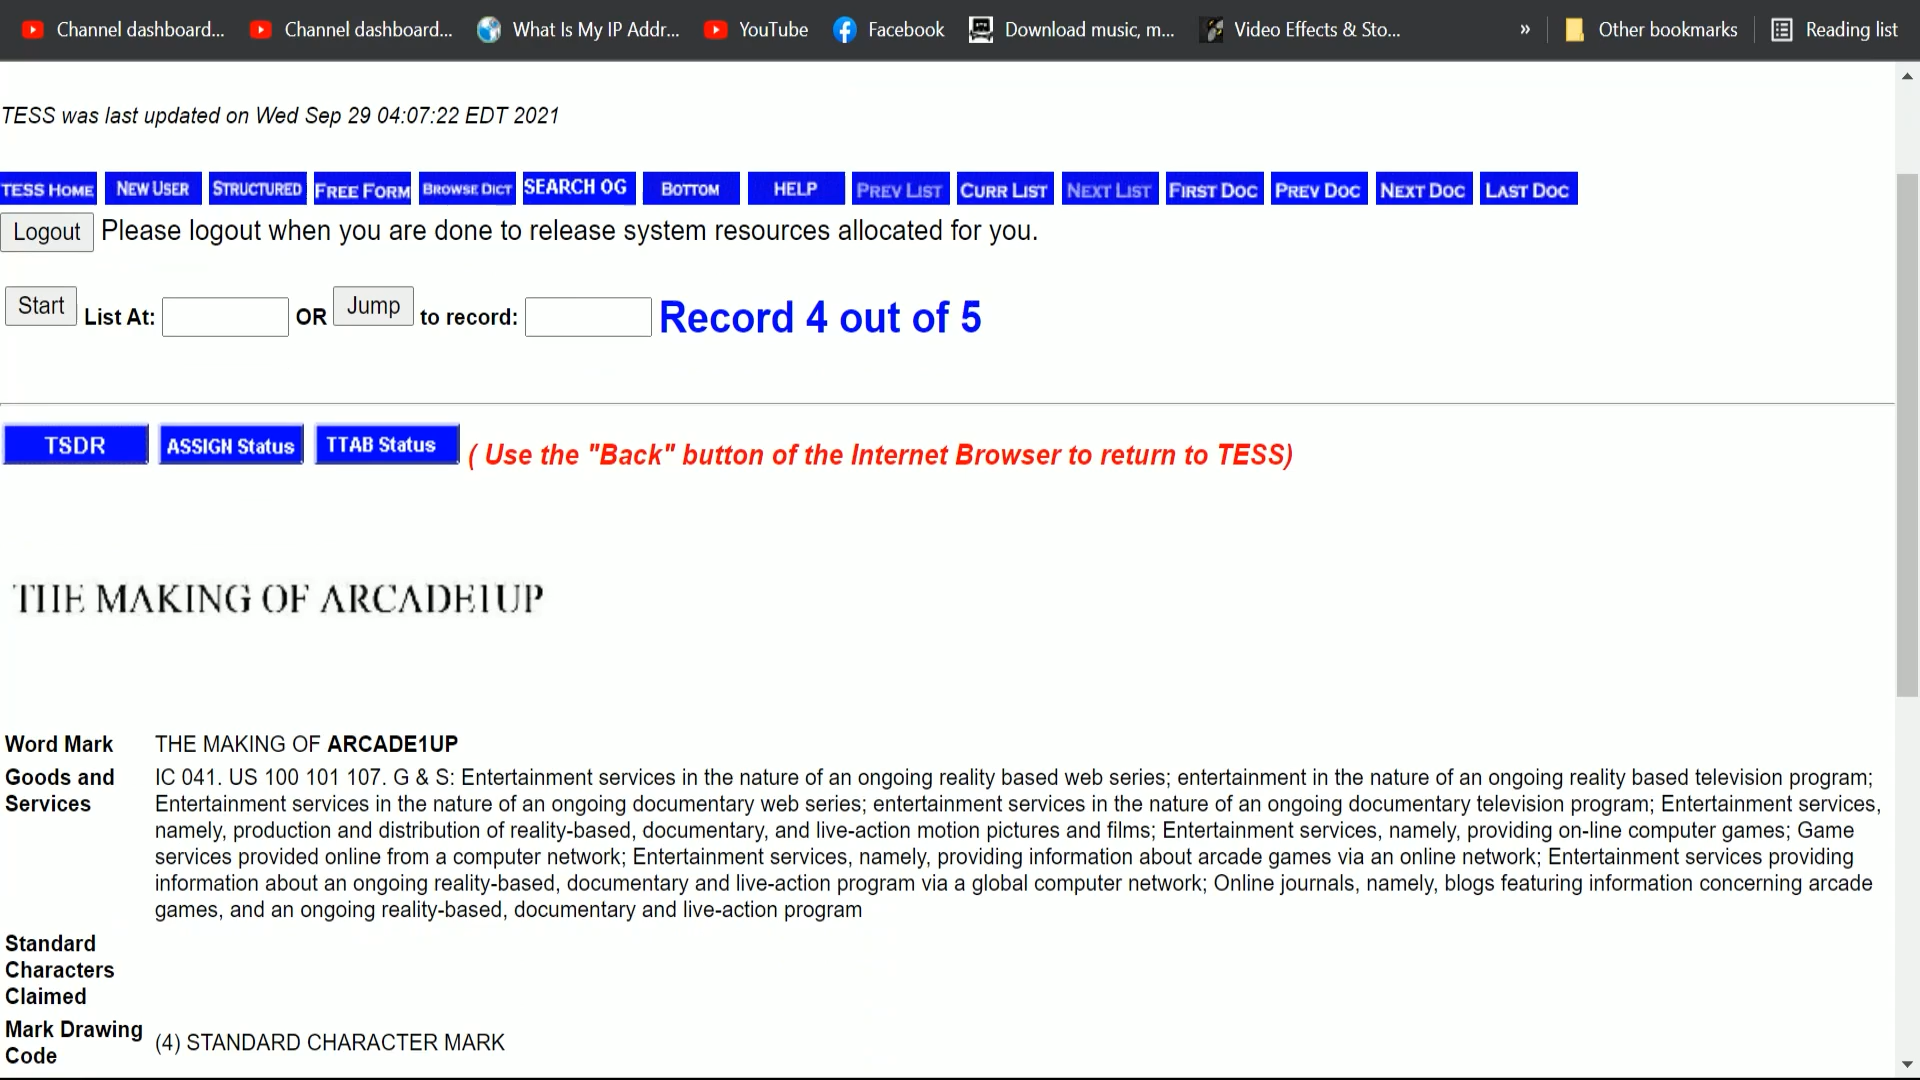 Channel dashboard... Channel dashboard... What Is My IP Addr... YouTube Facebook Download music, m... Video Effects & Sto... » Other bookmarks Reading list
TESS was last updated on Wed Sep 29 04:07:22 EDT 2021
TESS HOME NEW USER STRUCTURED FREE FORM BROWSE DICT SEARCH OG BOTTOM HELP PREV LIST CURR LIST NEXT LIST FIRST DOC PREV DOC NEXT DOC LAST DOC
Logout Please logout when you are done to release system resources allocated for you.
Start List At: OR Jump to record: Record 4 out of 5
TSDR ASSIGN Status TTAB Status ( Use the "Back" button of the Internet Browser to return to TESS)
THE MAKING OF ARCADE1UP
Word Mark THE MAKING OF ARCADE1UP
Goods and Services
IC 041. US 100 101 107. G & S: Entertainment services in the nature of an ongoing reality based web series; entertainment in the nature of an ongoing reality based television program;
Entertainment services in the nature of an ongoing documentary web series; entertainment services in the nature of an ongoing documentary television program; Entertainment services,
namely, production and distribution of reality-based, documentary, and live-action motion pictures and films; Entertainment services, namely, providing on-line computer games; Game
services provided online from a computer network; Entertainment services, namely, providing information about arcade games via an online network; Entertainment services providing
information about an ongoing reality-based, documentary and live-action program via a global computer network; Online journals, namely, blogs featuring information concerning arcade
games, and an ongoing reality-based, documentary and live-action program
Standard
Characters
Claimed
Mark Drawing
Code
(4) STANDARD CHARACTER MARK